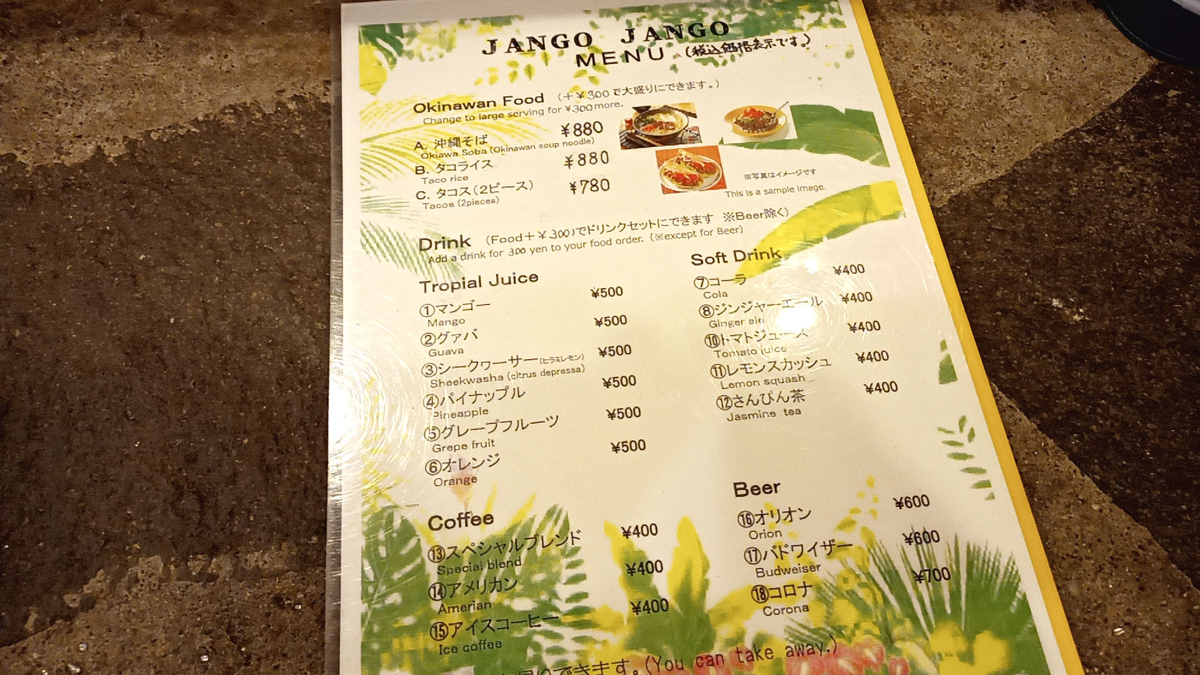 JANGO JANGO
MENU (税込価格表示です。)
Okinawan Food (+¥300で大盛りにできます。)
Change to large serving for ¥300 more.
A. 沖縄そば ¥880
Okiawa Soba (Okinawan soup noodle)
B. タコライス ¥880
Taco rice
C. タコス(2ピース) ¥780
Tacos (2pieces)
※写真はイメージです
This is a sample image.
Drink (Food+¥300)でドリンクセットにできます ※Beer除く)
Add a drink for 300 yen to your food order. (※except for Beer)
Tropial Juice
①マンゴー ¥500
Mango
②グァバ ¥500
Guava
③シークヮーサー(ヒラミレモン) ¥500
Sheekwasha (citrus depressa)
④パイナップル ¥500
Pineapple
⑤グレープフルーツ ¥500
Grepe fruit
⑥オレンジ ¥500
Orange
Soft Drink
⑦コーラ ¥400
Cola
⑧ジンジャーエール ¥400
Ginger ale
⑩トマトジュース ¥400
Tomato juice
⑪レモンスカッシュ ¥400
Lemon squash
⑫さんぴん茶 ¥400
Jasmine tea
Coffee
⑬スペシャルブレンド ¥400
Special blend
⑭アメリカン ¥400
Amerian
⑮アイスコーヒー ¥400
Ice coffee
Beer
⑯オリオン ¥600
Orion
⑰バドワイザー ¥600
Budweiser
⑱コロナ ¥700
Corona
できます。(You can take away.)